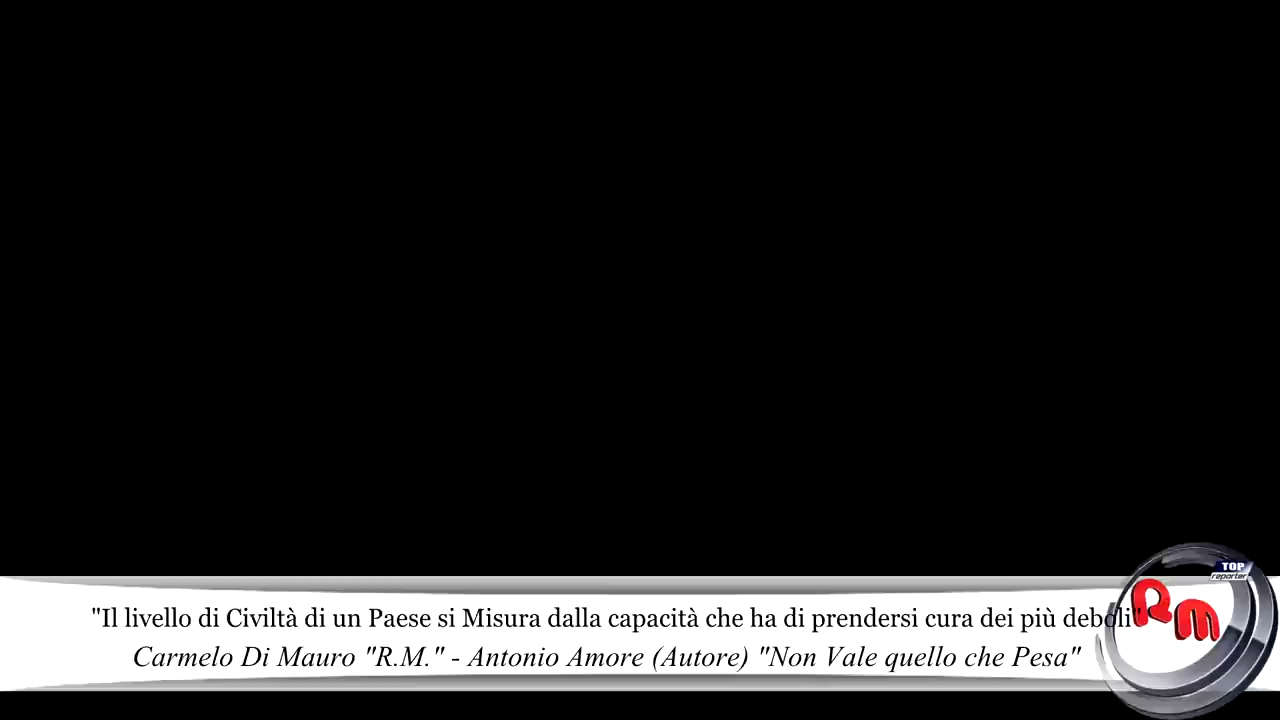 TOP
reporter
RM
"Il livello di Civiltà di un Paese si Misura dalla capacità che ha di prendersi cura dei più deboli"
Carmelo Di Mauro "R.M." - Antonio Amore (Autore) "Non Vale quello che Pesa"